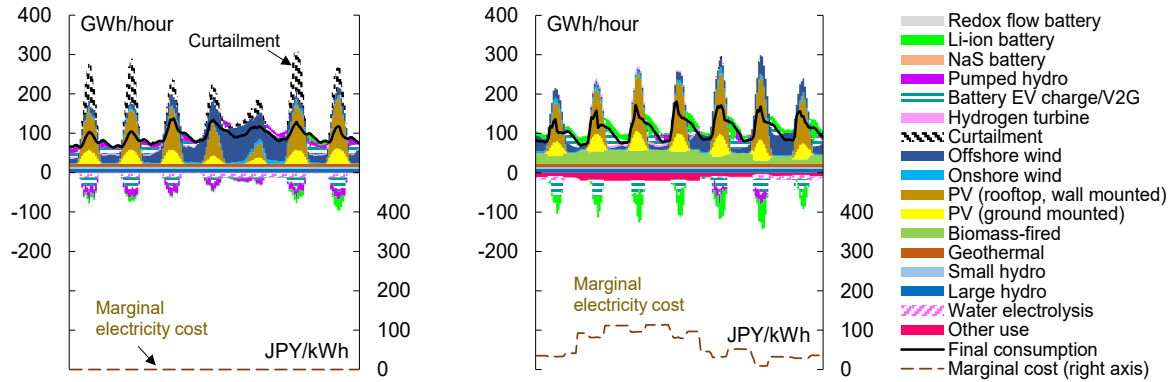 400
GWh/hour
300
Curtailment
200
100
0
-100
400
-200
300
200
Marginal
electricity cost
100
JPY/kWh
0
400
GWh/hour
300
200
100
0
-100
400
-200
300
Marginal
electricity cost
200
100
JPY/kWh
0
Redox flow battery
Li-ion battery
NaS battery
Pumped hydro
Battery EV charge/V2G
Hydrogen turbine
Curtailment
Offshore wind
Onshore wind
PV (rooftop, wall mounted)
PV (ground mounted)
Biomass-fired
Geothermal
Small hydro
Large hydro
Water electrolysis
Other use
Final consumption
Marginal cost (right axis)